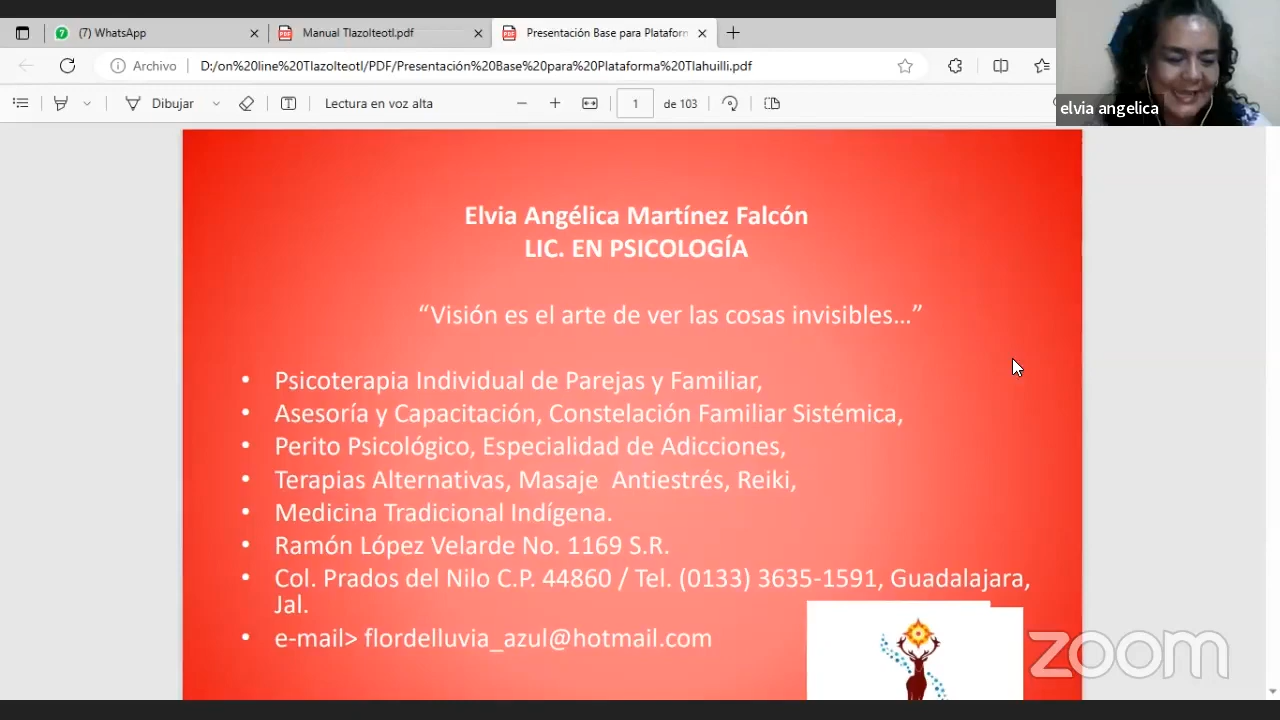 (7) WhatsApp
Manual Tlazolteotl.pdf
Presentación Base para Platafor
Archivo
D:/on%20line%20Tlazolteotl/PDF/Presentación%20Base%20para%20Plataforma%20Tlahuilli.pdf
Dibujar
Lectura en voz alta
1
de 103
elvia angelica
Elvia Angélica Martínez Falcón
LIC. EN PSICOLOGÍA
“Visión es el arte de ver las cosas invisibles…”
• Psicoterapia Individual de Parejas y Familiar,
• Asesoría y Capacitación, Constelación Familiar Sistémica,
• Perito Psicológico, Especialidad de Adicciones,
• Terapias Alternativas, Masaje Antiestrés, Reiki,
• Medicina Tradicional Indígena.
• Ramón López Velarde No. 1169 S.R.
• Col. Prados del Nilo C.P. 44860 / Tel. (0133) 3635-1591, Guadalajara,
Jal.
• e-mail> flordelluvia_azul@hotmail.com
zoom